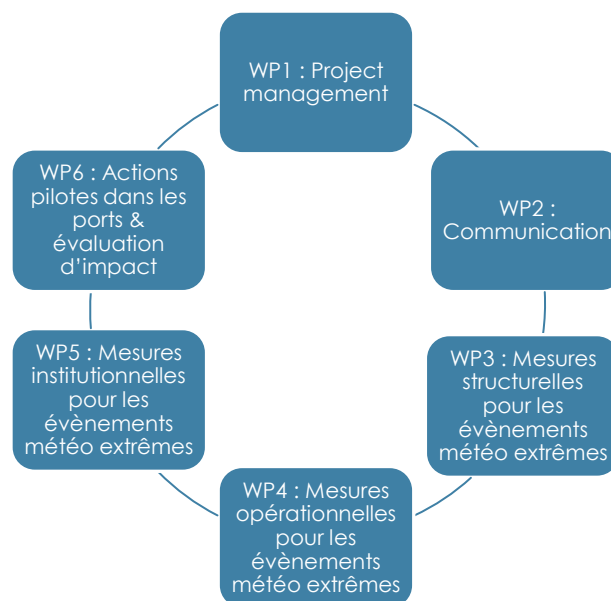 WP1 : Project
management
WP2 :
Communication
WP3 : Mesures
structurelles
pour les
évènements
météo extrêmes
WP4 : Mesures
opérationnelles
pour les
évènements
météo extrêmes
WP5 : Mesures
institutionnelles
pour les
évènements
météo extrêmes
WP6 : Actions
pilotes dans les
ports &
évaluation
d’impact